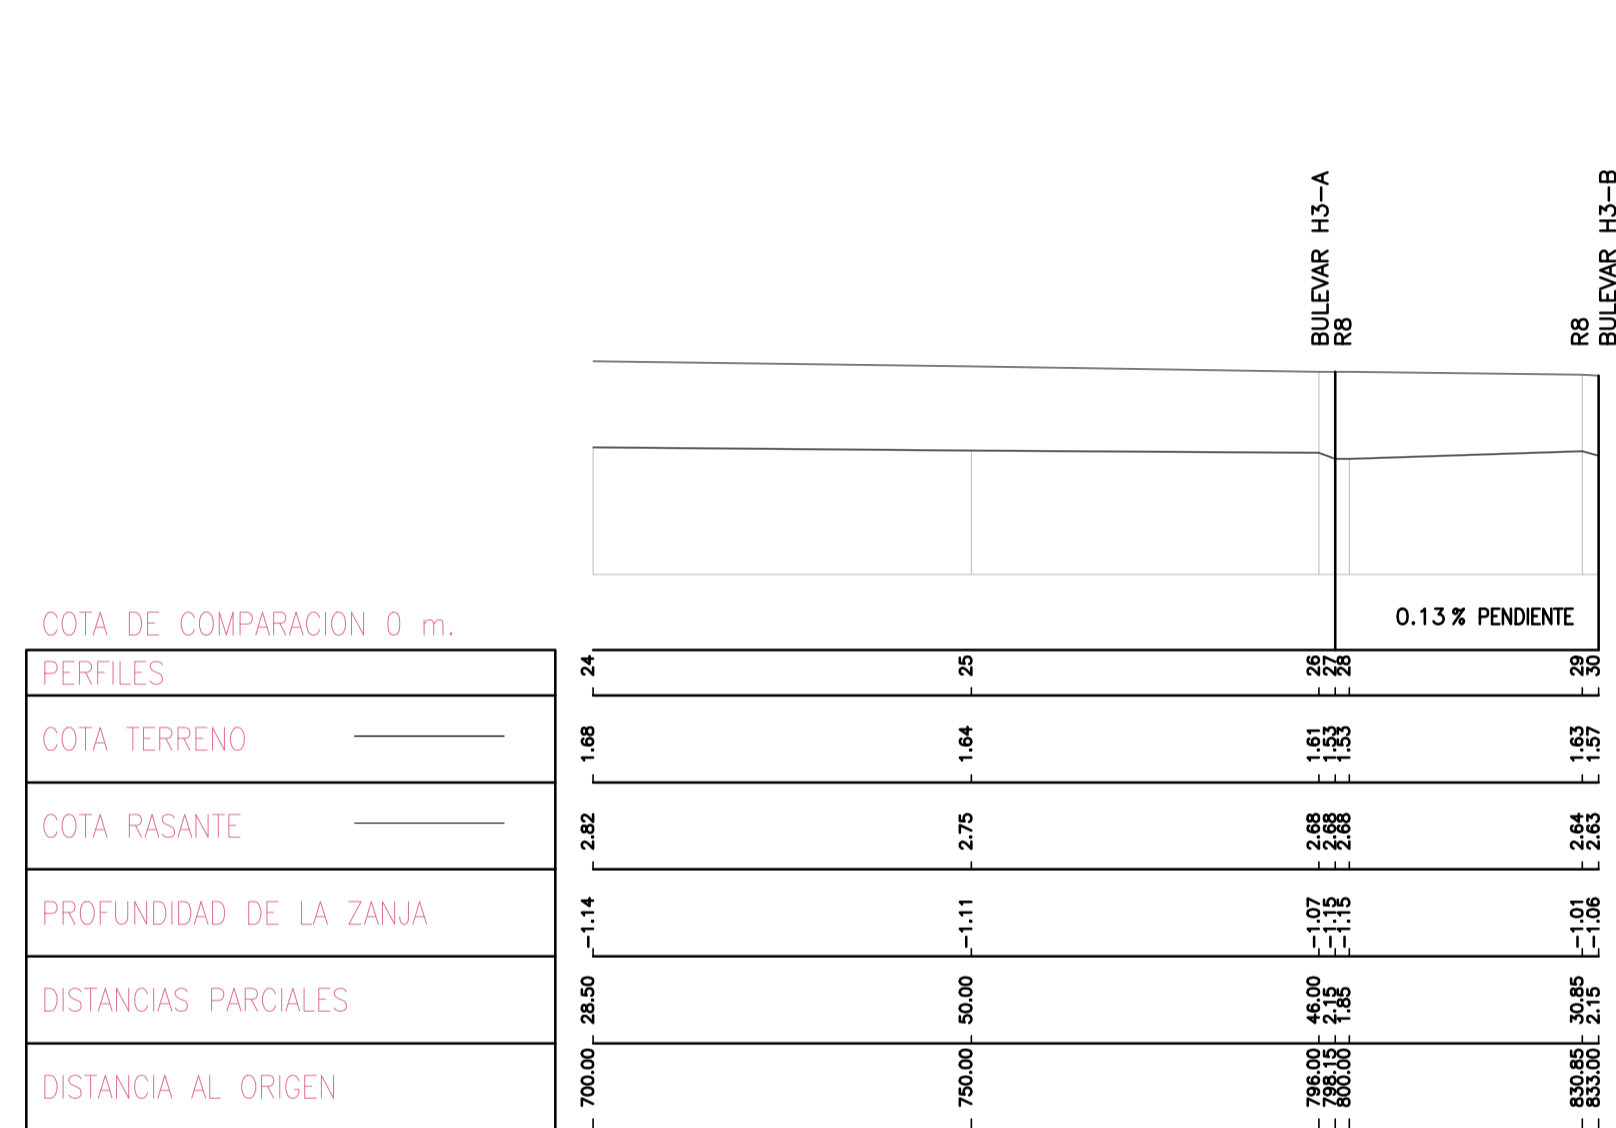 BULEVAR H3-A
R8
R8
BULEVAR H3-B
0.13% PENDIENTE
COTA DE COMPARACION 0 m.
PERFILES 24 25 26 27 28 29 30
COTA TERRENO 1.68 1.64 1.61 1.53 1.53 1.63 1.57
COTA RASANTE 2.82 2.75 2.68 2.68 2.68 2.64 2.63
PROFUNDIDAD DE LA ZANJA -1.14 -1.11 -1.07 -1.15 -1.15 -1.01 -1.06
DISTANCIAS PARCIALES 28.50 50.00 46.00 2.15 1.85 30.85 2.15
DISTANCIA AL ORIGEN 700.00 750.00 796.00 798.15 800.00 830.85 833.00